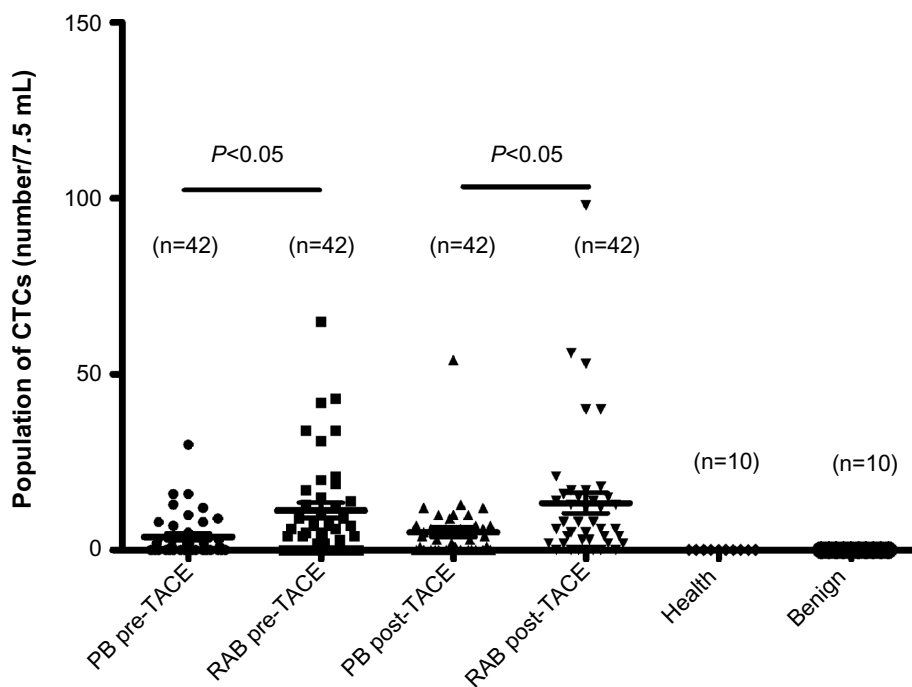 Population of CTCs (number/7.5 mL)
150
100
50
0
P<0.05
P<0.05
(n=42)
(n=42)
(n=42)
(n=42)
(n=10)
(n=10)
PB pre-TACE
RAB pre-TACE
PB post-TACE
RAB post-TACE
Health
Benign